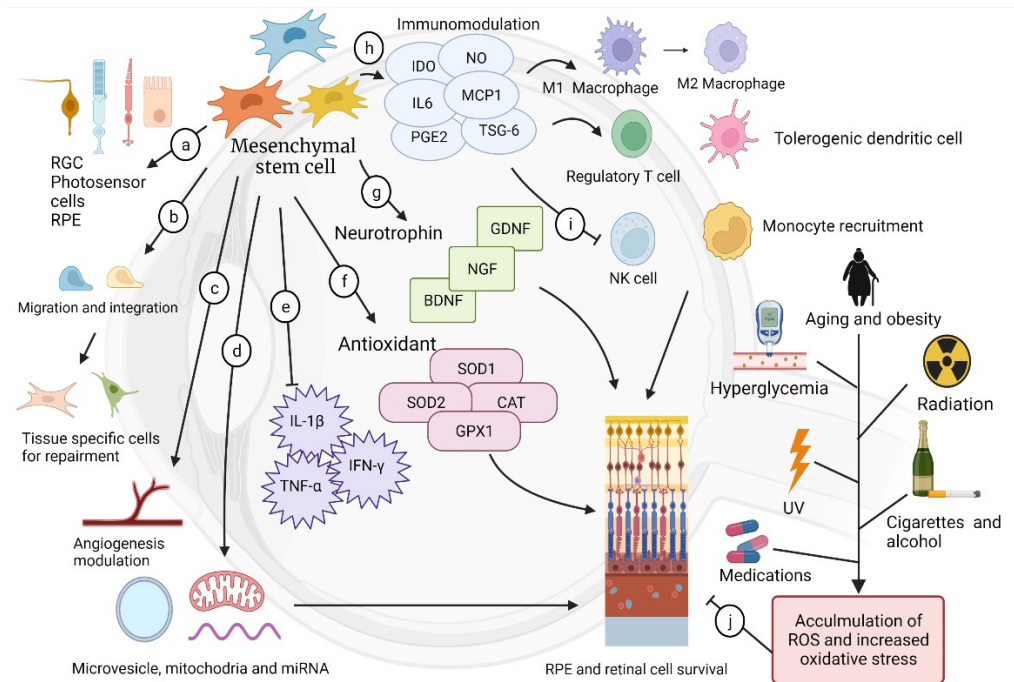 Immunomodulation
h
IDO
NO
IL6
MCP1
PGE2
TSG-6
M1 Macrophage
M2 Macrophage
Regulatory T cell
Tolerogenic dendritic cell
i
NK cell
Monocyte recruitment
a
RGC
Photosensor
cells
RPE
Mesenchymal
stem cell
b
Migration and integration
Tissue specific cells
for repairment
c
Angiogenesis
modulation
d
Microvesicle, mitochodria and miRNA
e
IL-1β
IFN-γ
TNF-α
f
Antioxidant
SOD1
SOD2
CAT
GPX1
g
Neurotrophin
GDNF
NGF
BDNF
RPE and retinal cell survival
Aging and obesity
Hyperglycemia
Radiation
UV
Cigarettes and
alcohol
Medications
j
Acculmulation of
ROS and increased
oxidative stress